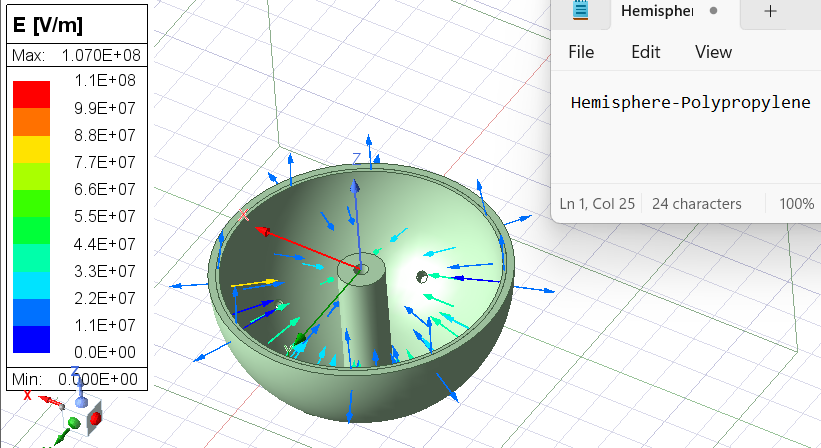 E [V/m]
Max: 1.070E+08
1.1E+08
9.9E+07
8.8E+07
7.7E+07
6.6E+07
5.5E+07
4.4E+07
3.3E+07
2.2E+07
1.1E+07
0.0E+00
Min: 0.000E+00
Z
X
Y
Z
X
Hemispher
+
File Edit View
Hemisphere-Polypropylene
Ln 1, Col 25 24 characters 100%